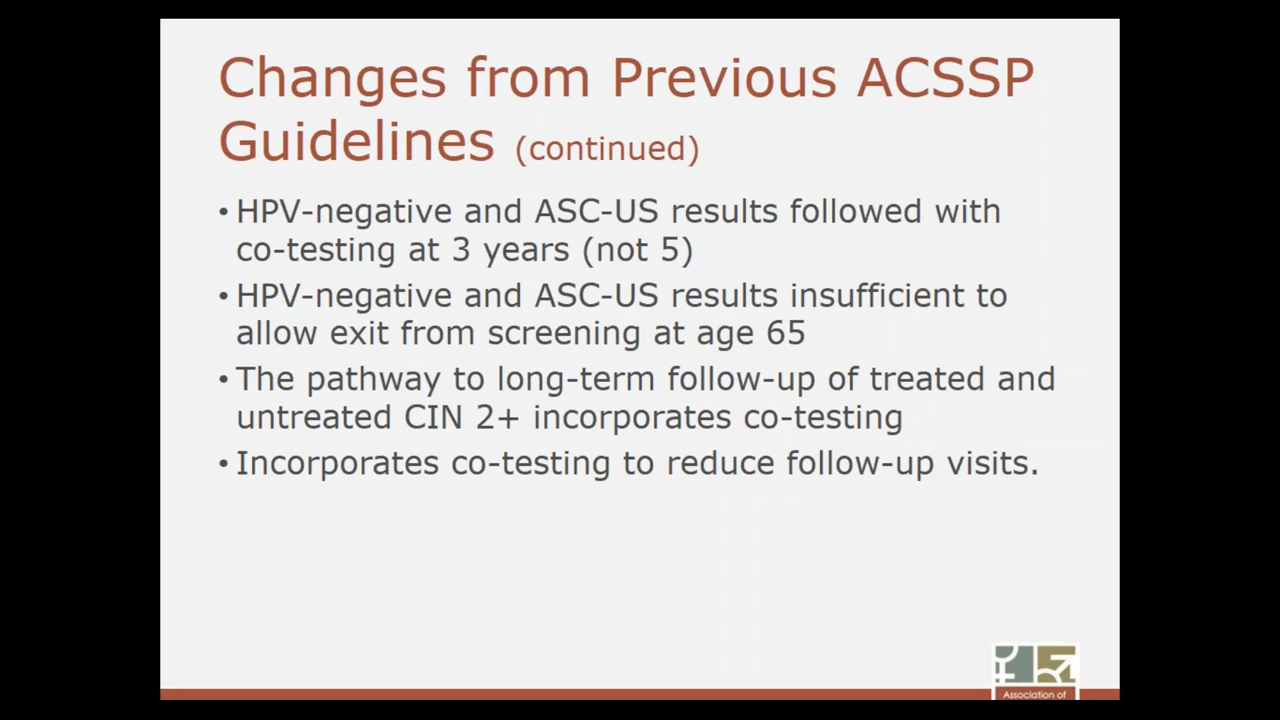 Changes from Previous ACSSP
Guidelines (continued)
• HPV-negative and ASC-US results followed with
co-testing at 3 years (not 5)
• HPV-negative and ASC-US results insufficient to
allow exit from screening at age 65
• The pathway to long-term follow-up of treated and
untreated CIN 2+ incorporates co-testing
• Incorporates co-testing to reduce follow-up visits.
Association of